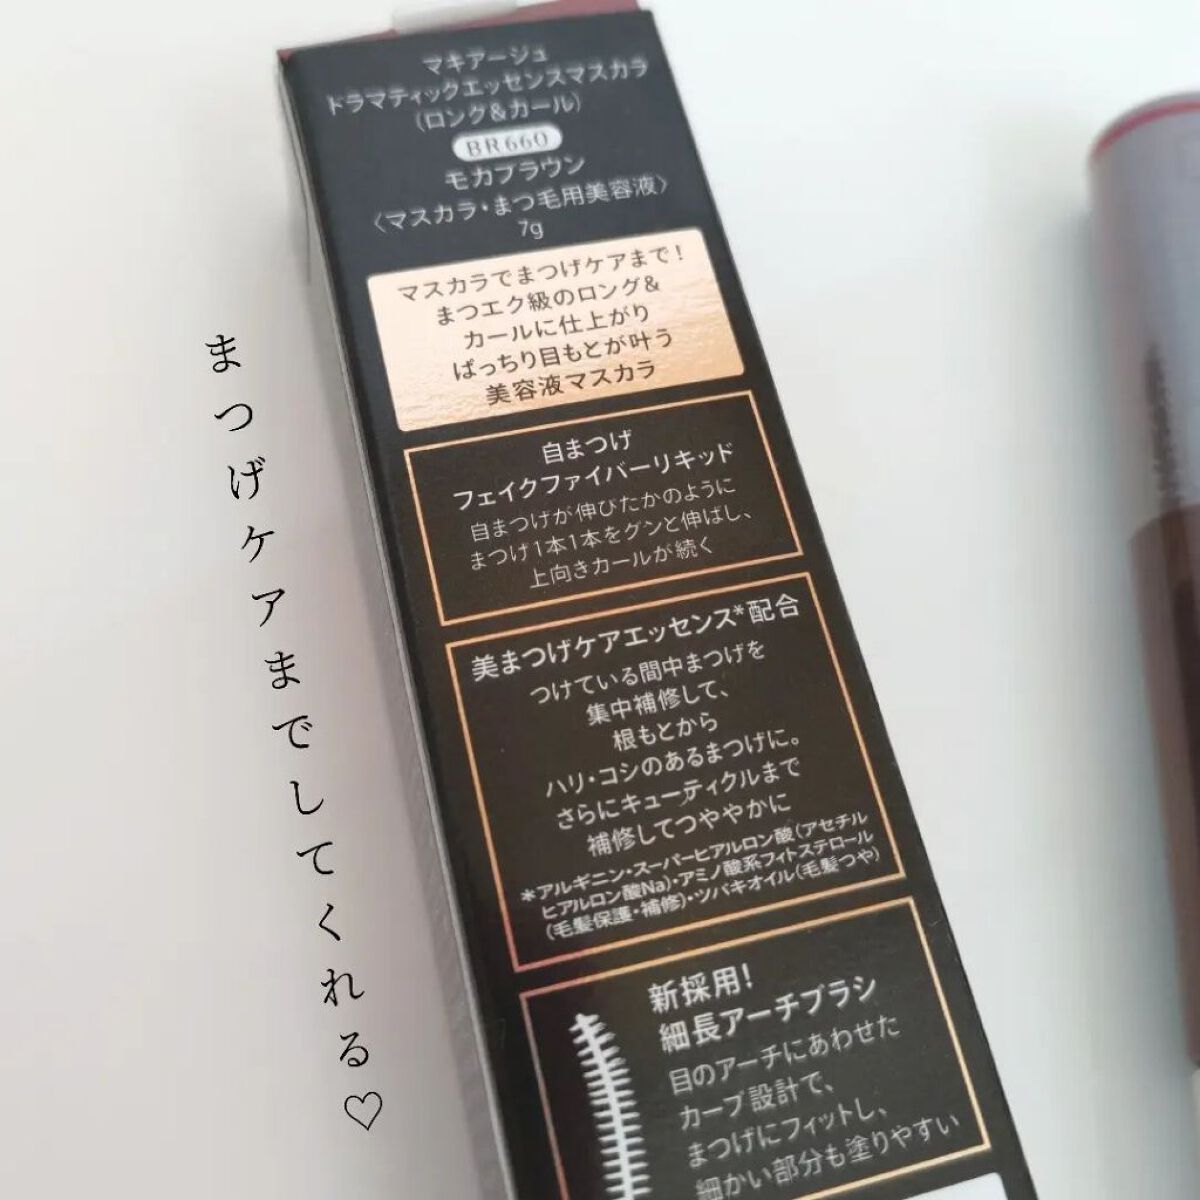 マキアージュ
ドラマティックエッセンスマスカラ
(ロング&カール)
BR660
モカブラウン
〈マスカラ・まつ毛用美容液〉
7g
マスカラでまつげケアまで!
まつエク級のロング&
カールに仕上がり
ぱっちり目もとが叶う
美容液マスカラ
自まつげ
フェイクファイバーリキッド
自まつげが伸びたかのように
まつげ1本1本をグンと伸ばし、
上向きカールが続く
美まつげケアエッセンス*配合
つけている間中まつげを
集中補修して、
根もとから
ハリ・コシのあるまつげに。
さらにキューティクルまで
補修してつややかに
*アルギニン・スーパーヒアルロン酸(アセチル
ヒアルロン酸Na)・アミノ酸系フィトステロール
(毛髪保護・補修)・ツバキオイル(毛髪つや)
新採用!
細長アーチブラシ
目のアーチにあわせた
カーブ設計で、
まつげにフィットし、
細かい部分も塗りやすい
まつげケアまでしてくれる♡